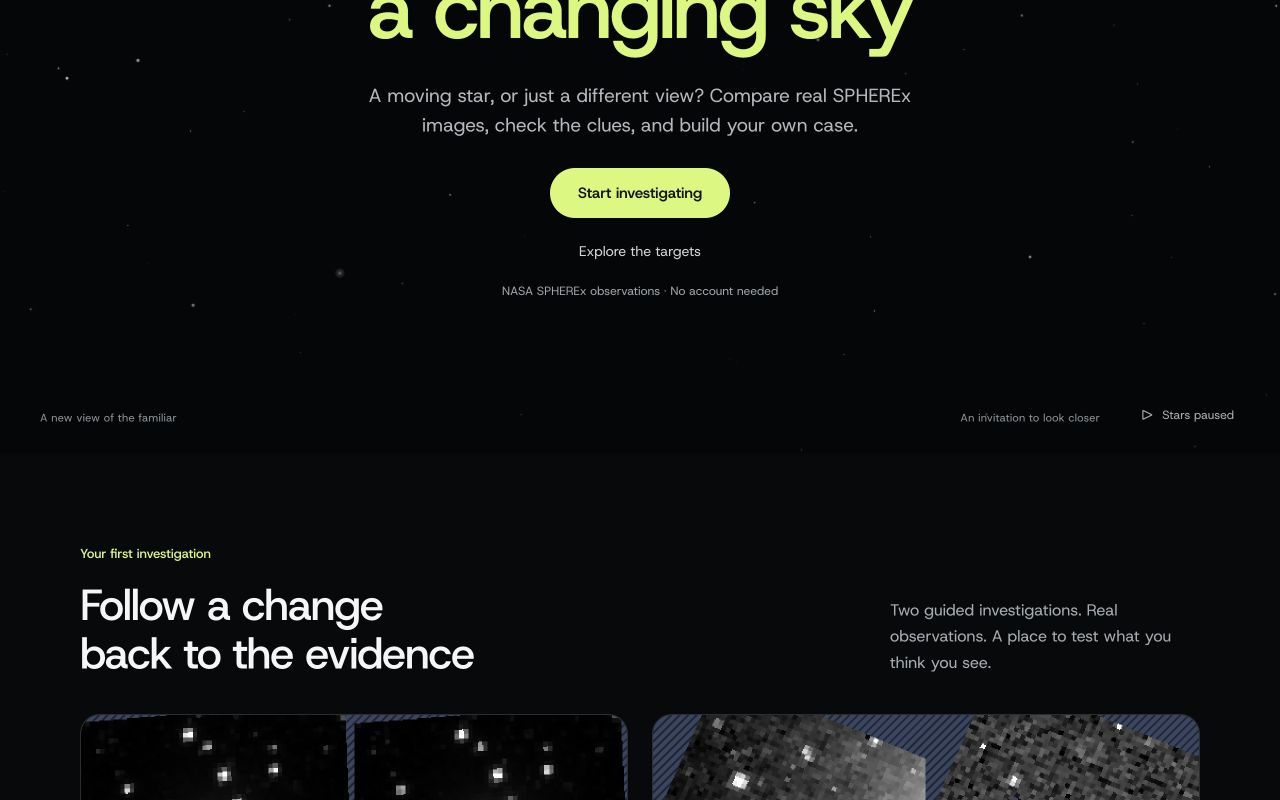 a changing sky
A moving star, or just a different view? Compare real SPHEREx
images, check the clues, and build your own case.
Start investigating
Explore the targets
NASA SPHEREx observations · No account needed
A new view of the familiar
An invitation to look closer
Stars paused
Your first investigation
Follow a change
back to the evidence
Two guided investigations. Real
observations. A place to test what you
think you see.